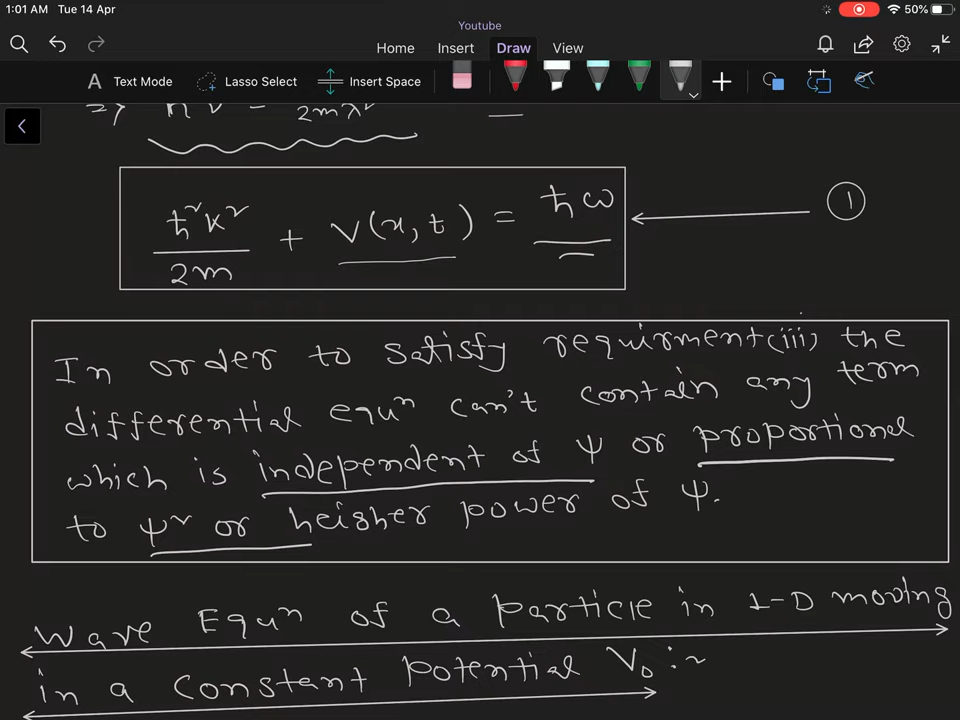 1:01 AM Tue 14 Apr
50%
Youtube
Home Insert Draw View
Text Mode Lasso Select Insert Space
=> 2mλ²
ħ²k²/2m + V(x,t) = ħω ①
In order to satisfy requirment(iii) the
differential equⁿ can't contain any term
which is independent of ψ or proportional
to ψ² or heigher power of ψ.
Wave Equⁿ of a particle in 1-D moving
in a constant potential V₀ :-